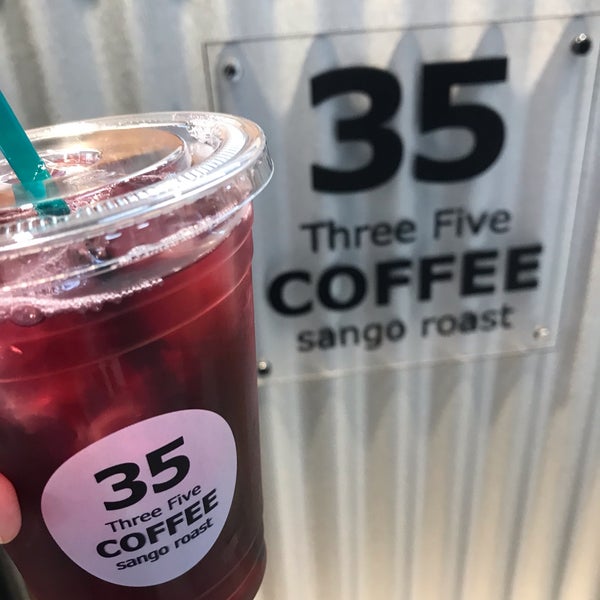 35
Three Five
COFFEE
sango roast
35
Three Five
COFFEE
sango roast